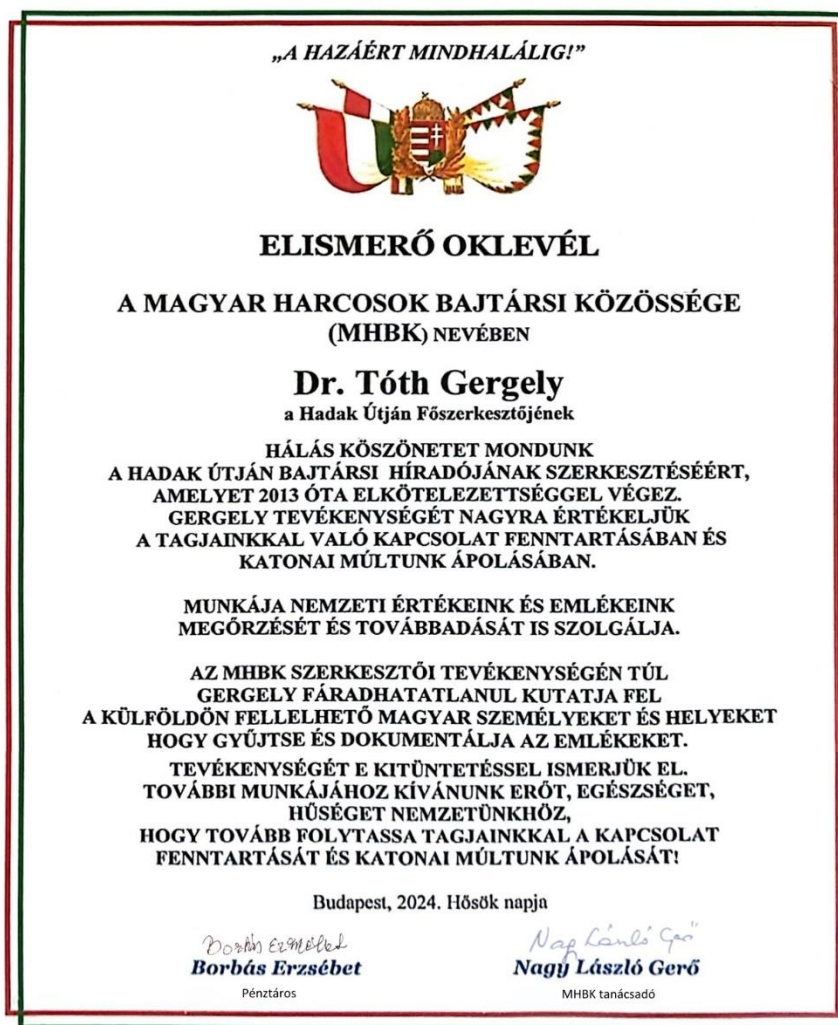 „A HAZÁÉRT MINDHALÁLIG!”
ELISMERŐ OKLEVÉL
A MAGYAR HARCOSOK BAJTÁRSI KÖZÖSSÉGE
(MHBK) NEVÉBEN
Dr. Tóth Gergely
a Hadak Útján Főszerkesztőjének
HÁLÁS KÖSZÖNETET MONDUNK
A HADAK ÚTJÁN BAJTÁRSI HÍRADÓJÁNAK SZERKESZTÉSÉÉRT,
AMELYET 2013 ÓTA ELKÖTELEZETTSÉGGEL VÉGEZ.
GERGELY TEVÉKENYSÉGÉT NAGYRA ÉRTÉKELJÜK
A TAGJAINKKAL VALÓ KAPCSOLAT FENNTARTÁSÁBAN ÉS
KATONAI MÚLTUNK ÁPOLÁSÁBAN.
MUNKÁJA NEMZETI ÉRTÉKEINK ÉS EMLÉKEINK
MEGŐRZÉSÉT ÉS TOVÁBBADÁSÁT IS SZOLGÁLJA.
AZ MHBK SZERKESZTŐI TEVÉKENYSÉGÉN TÚL
GERGELY FÁRADHATATLANUL KUTATJA FEL
A KÜLFÖLDÖN FELLELHETŐ MAGYAR SZEMÉLYEKET ÉS HELYEKET
HOGY GYŰJTSE ÉS DOKUMENTÁLJA AZ EMLÉKEKET.
TEVÉKENYSÉGÉT E KITÜNTETÉSSEL ISMERJÜK EL.
TOVÁBBI MUNKÁJÁHOZ KÍVÁNUNK ERŐT, EGÉSZSÉGET,
HŰSÉGET NEMZETÜNKHÖZ,
HOGY TOVÁBB FOLYTASSA TAGJAINKKAL A KAPCSOLAT
FENNTARTÁSÁT ÉS KATONAI MÚLTUNK ÁPOLÁSÁT!
Budapest, 2024. Hősök napja
Borbás Erzsébet
Nagy László Gerő
Borbás Erzsébet
Nagy László Gerő
Pénztáros
MHBK tanácsadó